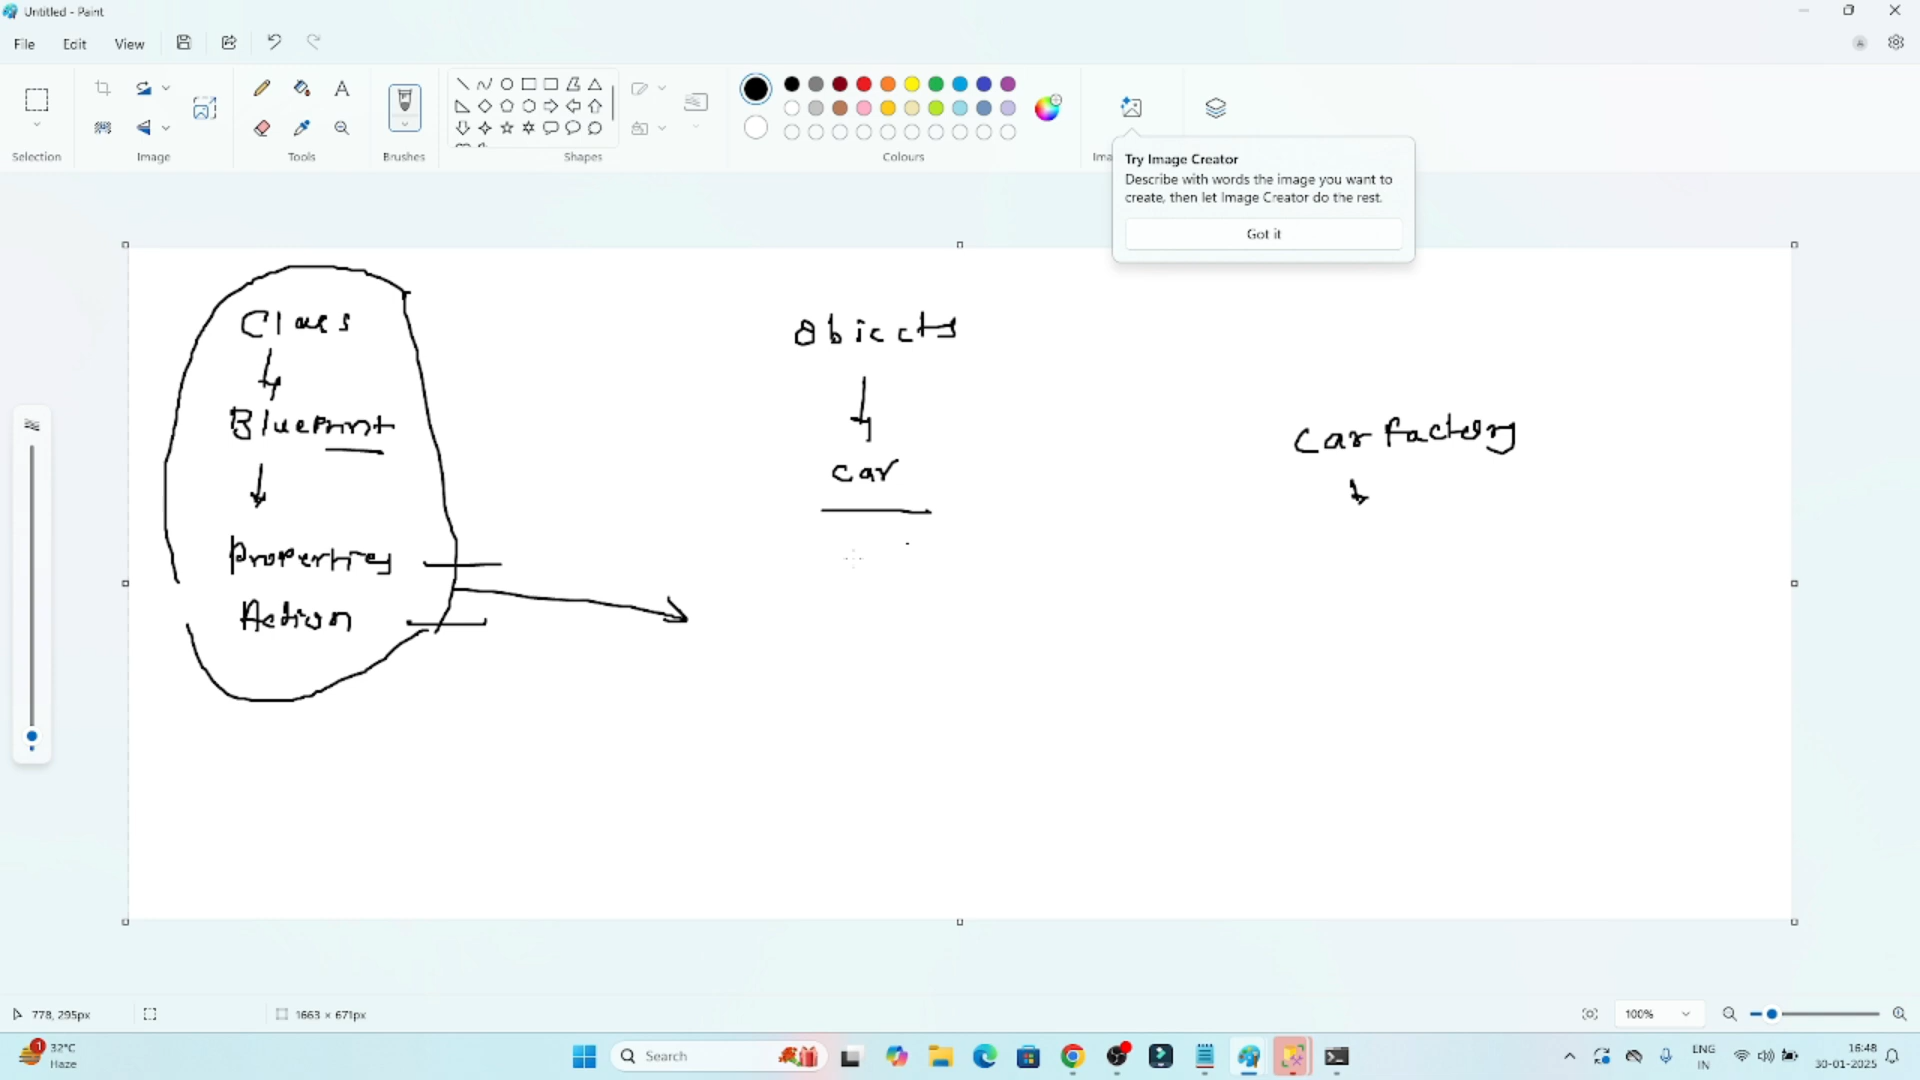 Untitled - Paint
File Edit View
Selection
Image
Tools
Brushes
Shapes
Colours
Try Image Creator
Describe with words the image you want to
create, then let Image Creator do the rest.
Got it
Class
Blueprint
Properties
Action
Objects
car
car factory
778, 295px
1663 × 671px
100%
1
32°C
Haze
Search
ENG
IN
16:48
30-01-2025